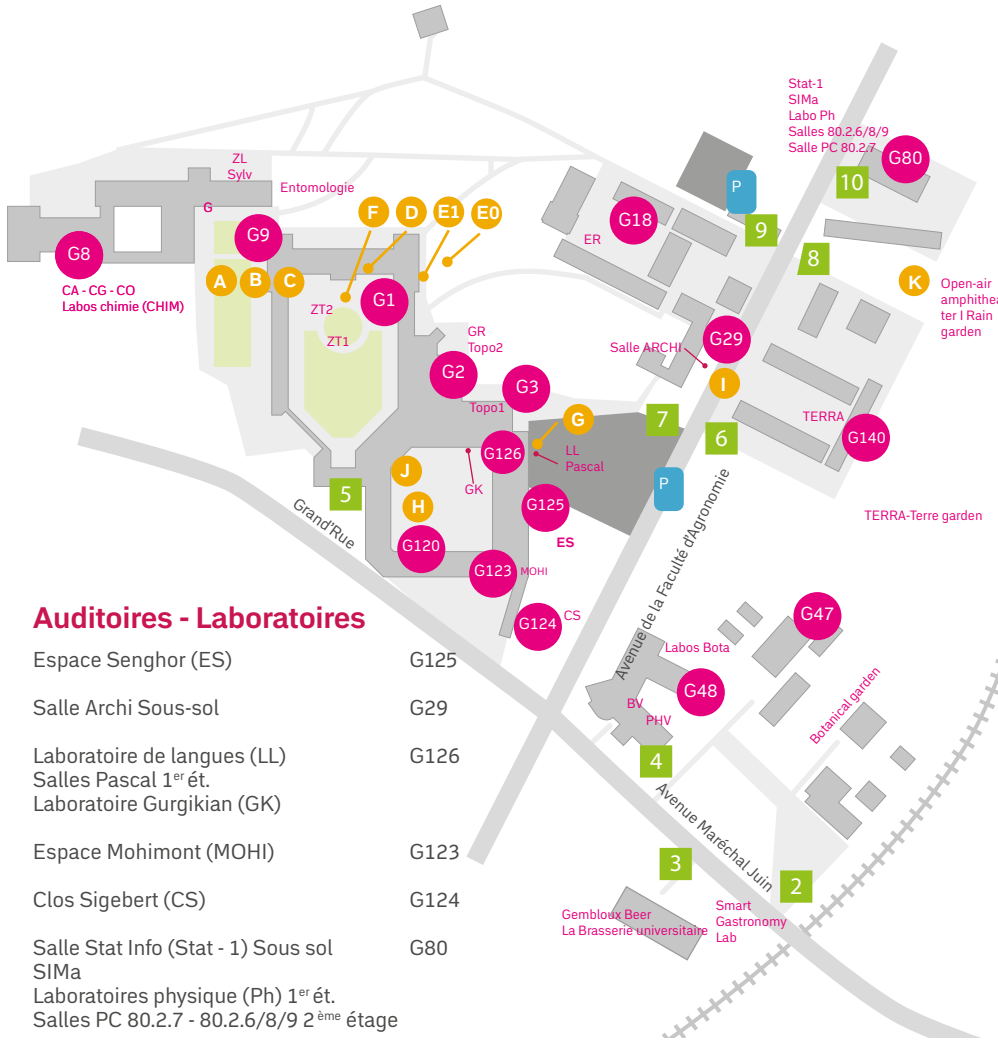 Stat-1
SIMa
Labo Ph
Salles 80.2.6/8/9
Salle PC 80.2.7
G80
10
P
9
8
G18
ER
K
Open-air
amphithea
ter I Rain
garden
ZL
Sylv
Entomologie
G
G9
G8
CA - CG - CO
Labos chimie (CHIM)
A
B
C
F
D
E1
E0
G1
ZT2
ZT1
GR
Topo2
G2
G3
Topo1
Salle ARCHI
G29
I
7
6
TERRA
G140
TERRA-Terre garden
G
G126
LL
Pascal
GK
J
H
5
P
G125
ES
G120
G123
MOHI
G124
CS
Grand'Rue
Avenue de la Faculté d'Agronomie
G47
Labos Bota
G48
BV
PHV
4
Botanical garden
Avenue Maréchal Juin
3
2
Gembloux Beer
La Brasserie universitaire
Smart
Gastronomy
Lab
Auditoires - Laboratoires
Espace Senghor (ES) G125
Salle Archi Sous-sol G29
Laboratoire de langues (LL) G126
Salles Pascal 1er ét.
Laboratoire Gurgikian (GK)
Espace Mohimont (MOHI) G123
Clos Sigebert (CS) G124
Salle Stat Info (Stat - 1) Sous sol G80
SIMa
Laboratoires physique (Ph) 1er ét.
Salles PC 80.2.7 - 80.2.6/8/9 2ème étage